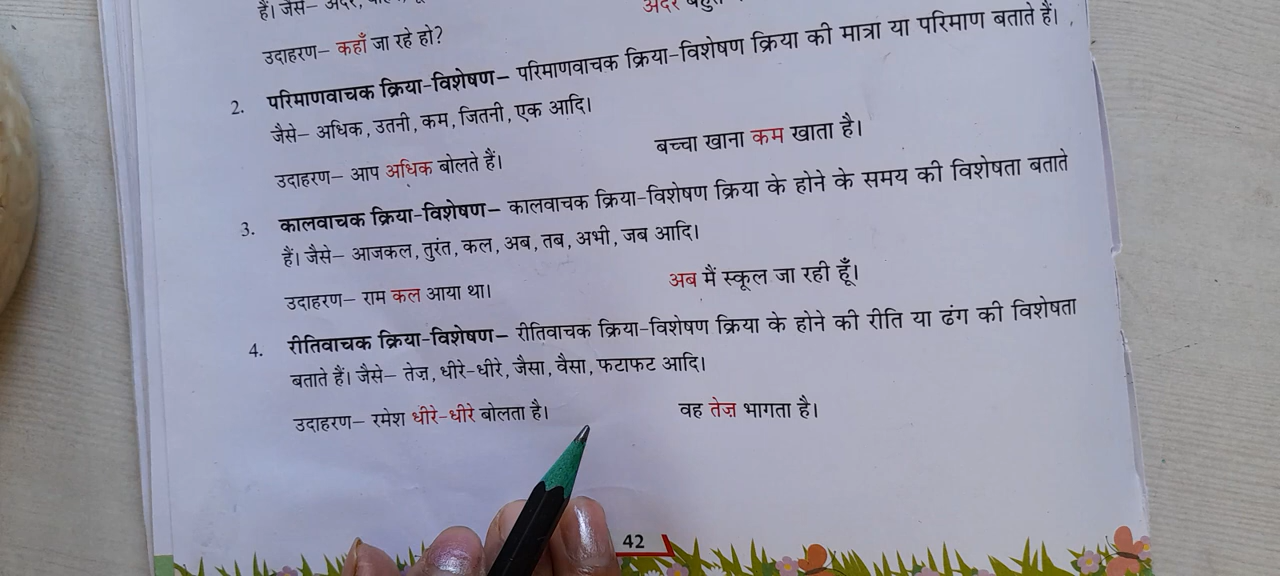 हैं। जैसे– अंदर,
अंदर बहुत
उदाहरण– कहाँ जा रहे हो?
2. परिमाणवाचक क्रिया-विशेषण– परिमाणवाचक क्रिया-विशेषण क्रिया की मात्रा या परिमाण बताते हैं।
जैसे– अधिक, उतनी, कम, जितनी, एक आदि।
उदाहरण– आप अधिक बोलते हैं। बच्चा खाना कम खाता है।
3. कालवाचक क्रिया-विशेषण– कालवाचक क्रिया-विशेषण क्रिया के होने के समय की विशेषता बताते
हैं। जैसे– आजकल, तुरंत, कल, अब, तब, अभी, जब आदि।
उदाहरण– राम कल आया था। अब मैं स्कूल जा रही हूँ।
4. रीतिवाचक क्रिया-विशेषण– रीतिवाचक क्रिया-विशेषण क्रिया के होने की रीति या ढंग की विशेषता
बताते हैं। जैसे– तेज़, धीरे-धीरे, जैसा, वैसा, फटाफट आदि।
उदाहरण– रमेश धीरे-धीरे बोलता है। वह तेज़ भागता है।
42